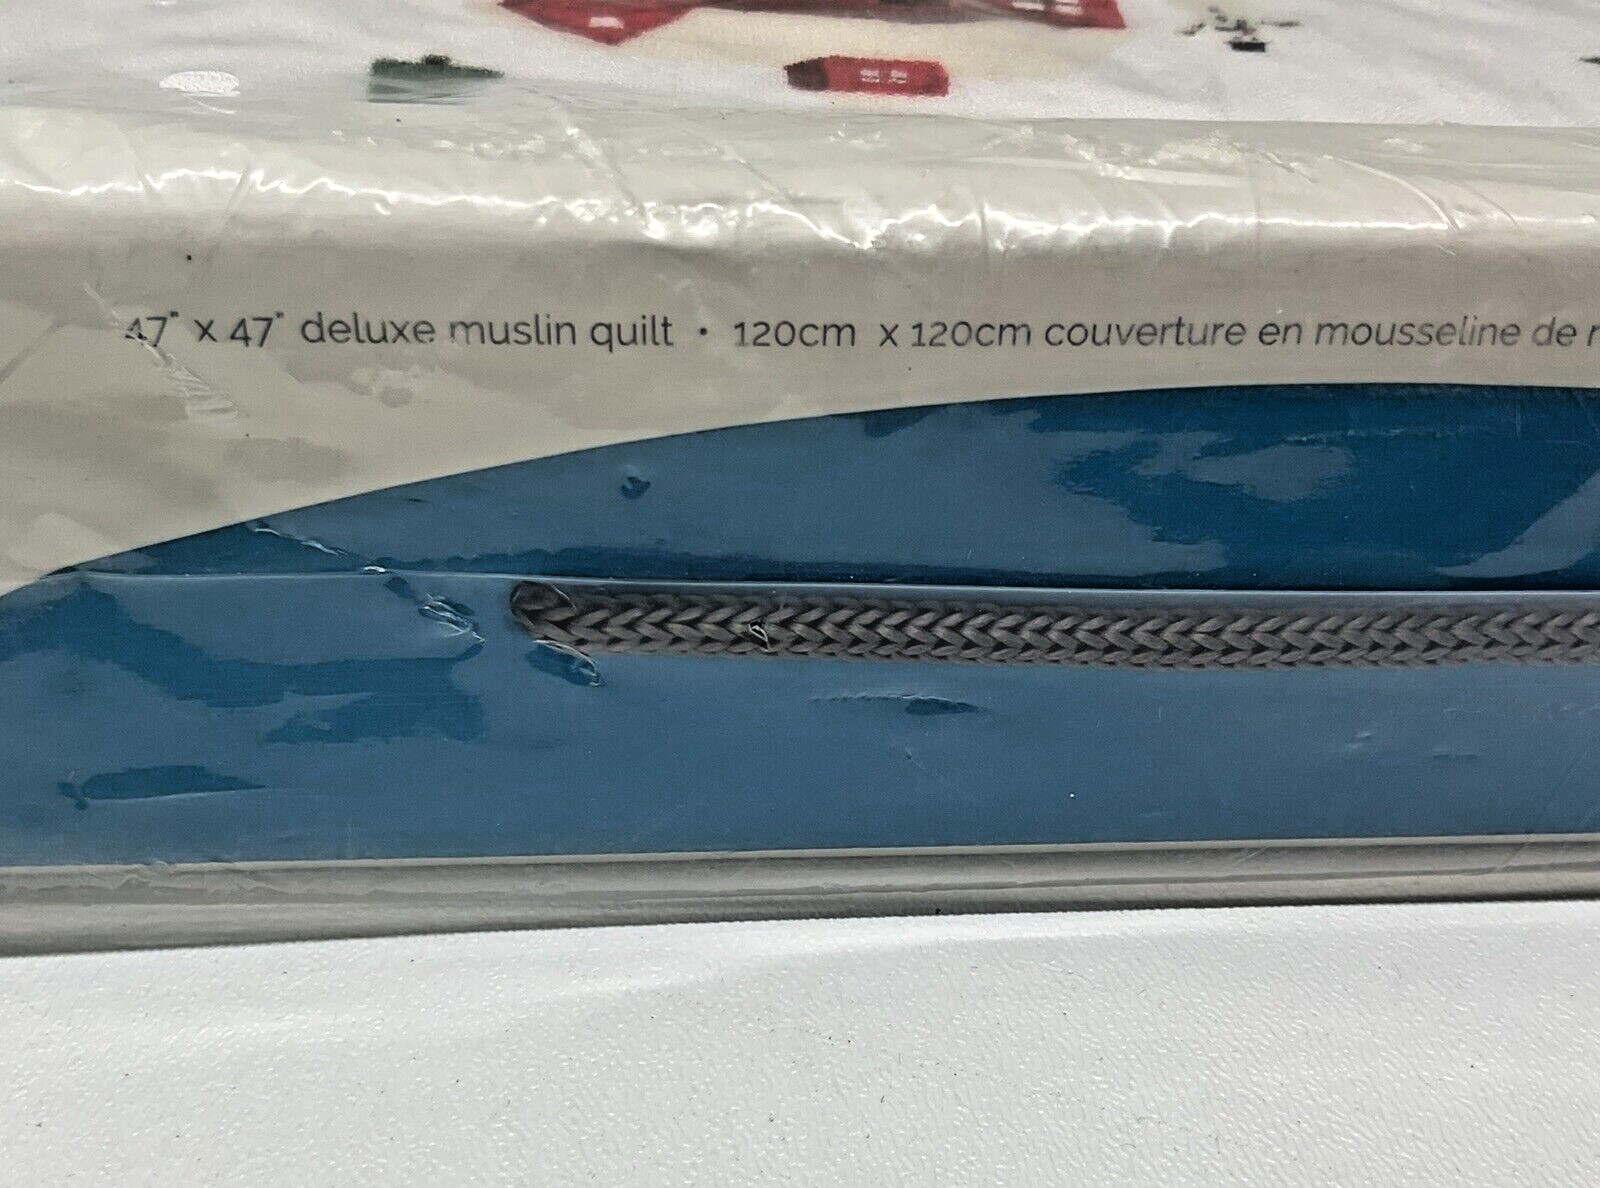 47" x 47" deluxe muslin quilt • 120cm x 120cm couverture en mousseline de